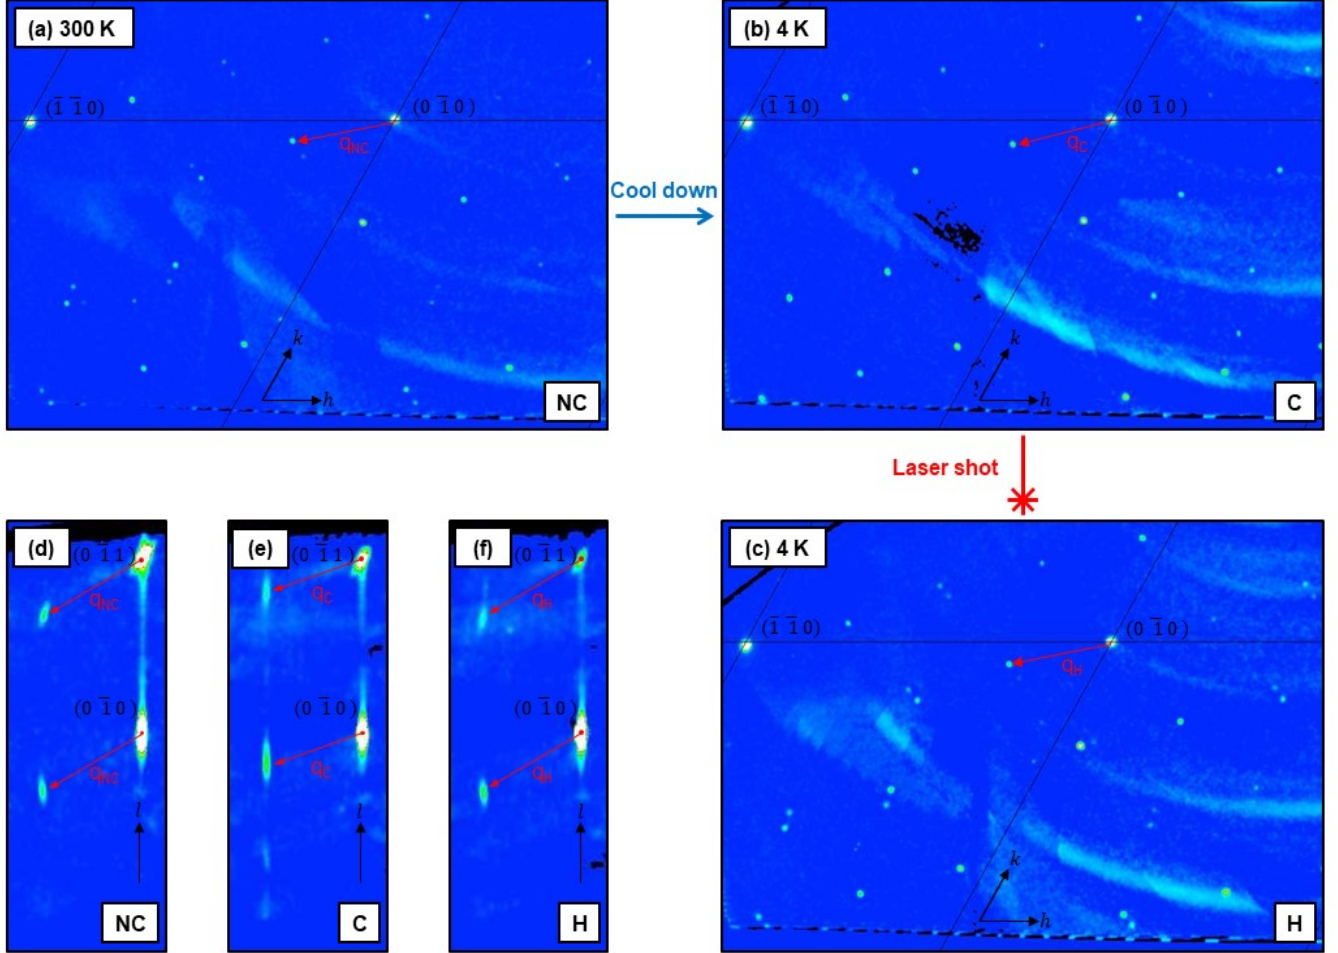 (a) 300 K
(1̅ 1̅ 0)
(0 1̅ 0)
qNC
k
h
NC
Cool down
(b) 4 K
(1̅ 1̅ 0)
(0 1̅ 0)
qC
k
h
C
Laser shot
(d)
(0 1̅ 1)
qNC
(0 1̅ 0)
qNC
l
NC
(e)
(0 1̅ 1)
qC
(0 1̅ 0)
qC
l
C
(f)
(0 1̅ 1)
qH
(0 1̅ 0)
qH
l
H
(c) 4 K
(1̅ 1̅ 0)
(0 1̅ 0)
qH
k
h
H